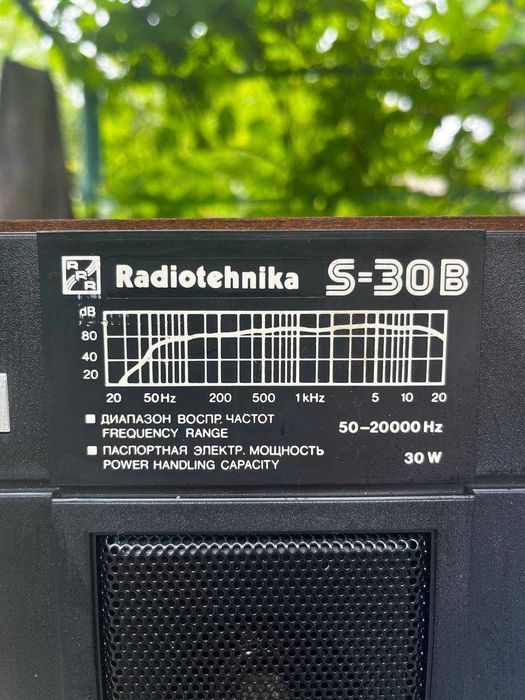 RRR Radiotehnika S-30B
dB
80
40
20
20 50Hz 200 500 1kHz 5 10 20
■ ДИАПАЗОН ВОСПР. ЧАСТОТ
FREQUENCY RANGE 50–20000 Hz
■ ПАСПОРТНАЯ ЭЛЕКТР. МОЩНОСТЬ
POWER HANDLING CAPACITY 30 W